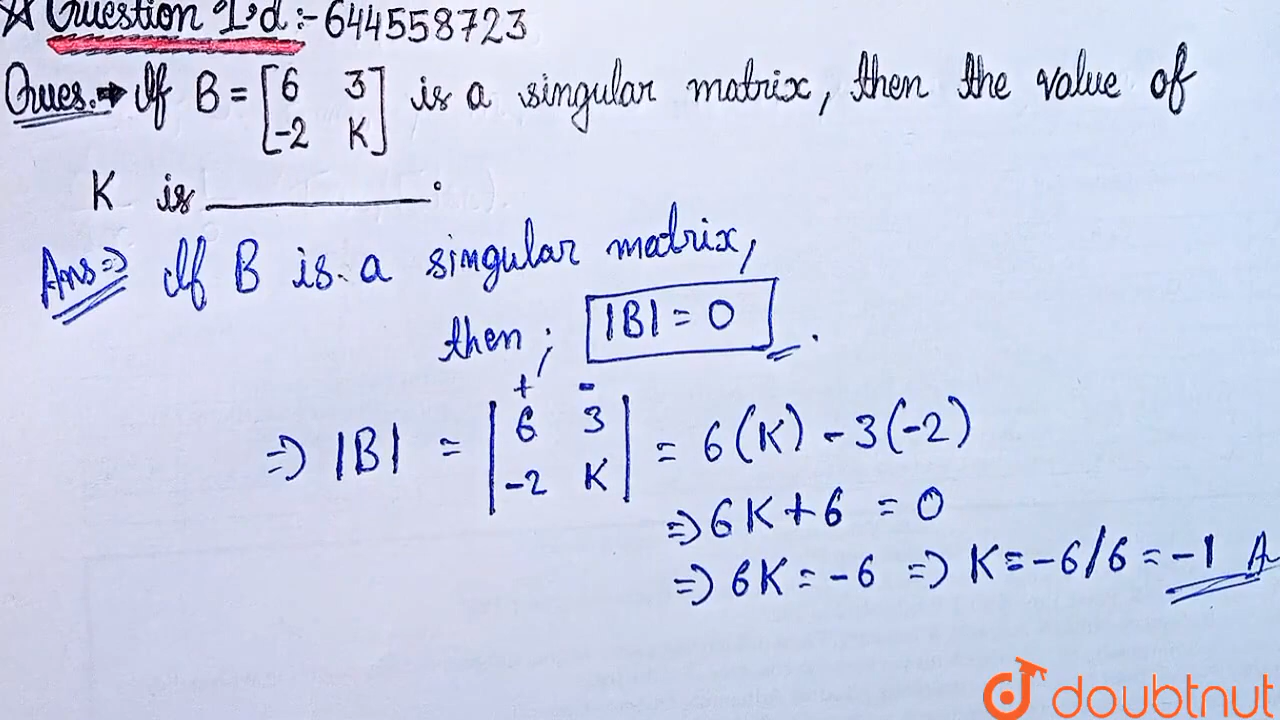 ☆ Question I.d :- 644558723
Ques. → If B = [6 3
-2 K] is a singular matrix, then the value of
K is ________.
Ans ⇒ If B is a singular matrix,
then; |B| = 0.
+ -
⇒ |B| = |6 3
-2 K| = 6(K) - 3(-2)
⇒ 6K + 6 = 0
⇒ 6K = -6 ⇒ K = -6/6 = -1 A
doubtnut